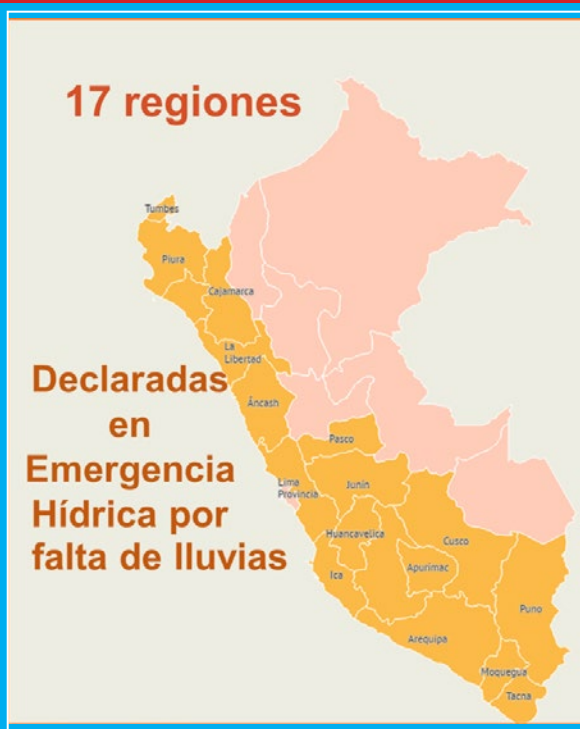 17 regiones
Tumbes
Piura
Cajamarca
La
Libertad
Áncash
Declaradas
en
Emergencia
Hídrica por
falta de lluvias
Pasco
Lima
Provincia
Junín
Huancavelica
Cusco
Ica
Apurímac
Puno
Arequipa
Moquegua
Tacna